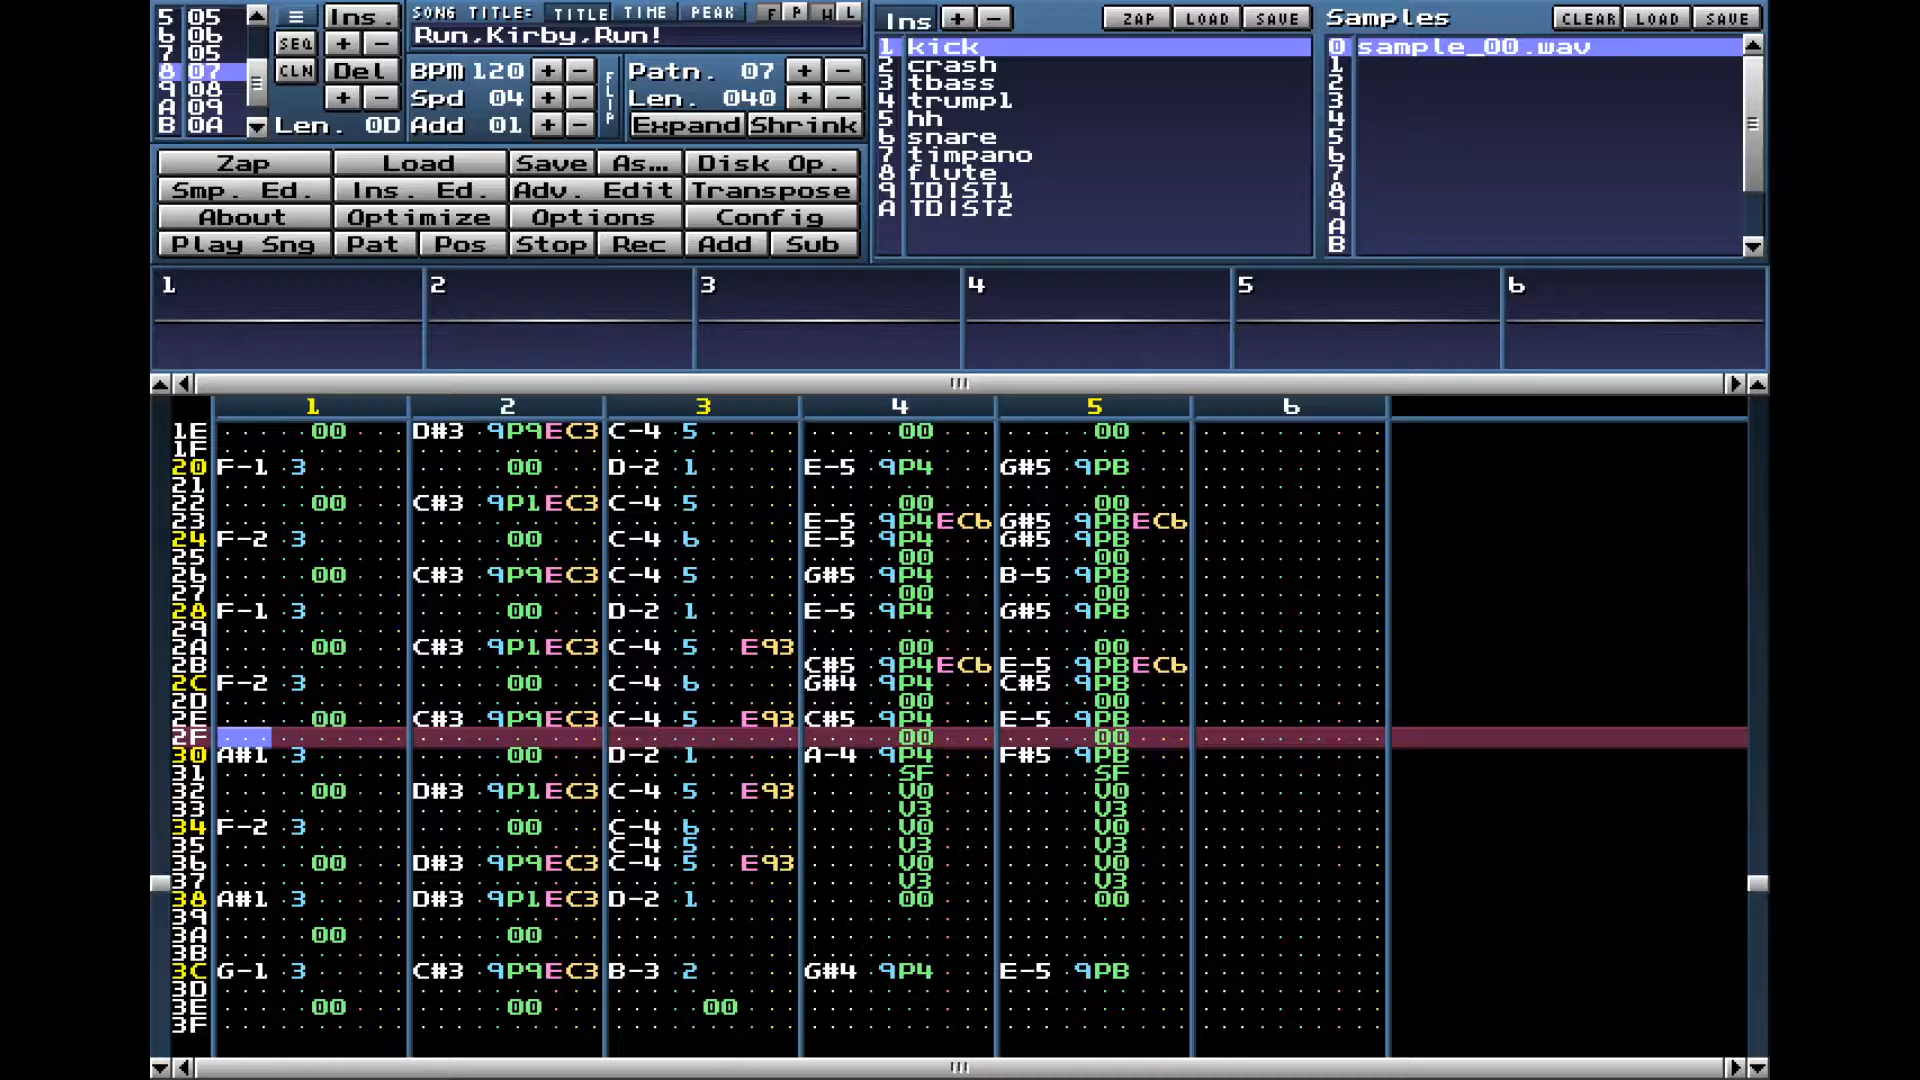 5 05
6 06
7 05
8 07
9 08
A 09
B 0A
Ins.
SEQ + -
CLN Del
+ -
Len. 0D
SONG TITLE: TITLE TIME PEAK F P W L
Run,Kirby,Run!
BPM 120 + -
Spd 04 + -
Add 01 + -
FLIP
Patn. 07 + -
Len. 040 + -
Expand Shrink
Zap Load Save As... Disk Op.
Smp. Ed. Ins. Ed. Adv. Edit Transpose
About Optimize Options Config
Play Sng Pat Pos Stop Rec Add Sub
Ins + - ZAP LOAD SAVE
1 kick
2 crash
3 tbass
4 trump1
5 hh
6 snare
7 timpano
8 flute
9 TDIST1
A TDIST2
Samples CLEAR LOAD SAVE
0 sample_00.wav
1
2
3
4
5
6
7
8
9
A
B
1 2 3 4 5 6
1 2 3 4 5 6
1E 00 D#3 9P9EC3 C-4 5 00 00
1F
20 F-1 3 00 D-2 1 E-5 9P4 G#5 9PB
21
22 00 C#3 9P1EC3 C-4 5 00 00
23 E-5 9P4EC6 G#5 9PBEC6
24 F-2 3 00 C-4 6 E-5 9P4 G#5 9PB
25 00 00
26 00 C#3 9P9EC3 C-4 5 G#5 9P4 B-5 9PB
27 00 00
28 F-1 3 00 D-2 1 E-5 9P4 G#5 9PB
29
2A 00 C#3 9P1EC3 C-4 5 E93 00 00
2B C#5 9P4EC6 E-5 9PBEC6
2C F-2 3 00 C-4 6 G#4 9P4 C#5 9PB
2D 00 00
2E 00 C#3 9P9EC3 C-4 5 E93 C#5 9P4 E-5 9PB
2F 00 00
30 A#1 3 00 D-2 1 A-4 9P4 F#5 9PB
31 SF SF
32 00 D#3 9P1EC3 C-4 5 E93 V0 V0
33 V3 V3
34 F-2 3 00 C-4 6 V0 V0
35 C-4 5 V3 V3
36 00 D#3 9P9EC3 C-4 5 E93 V0 V0
37 V3 V3
38 A#1 3 D#3 9P1EC3 D-2 1 00 00
39
3A 00 00
3B
3C G-1 3 C#3 9P9EC3 B-3 2 G#4 9P4 E-5 9PB
3D
3E 00 00 00
3F